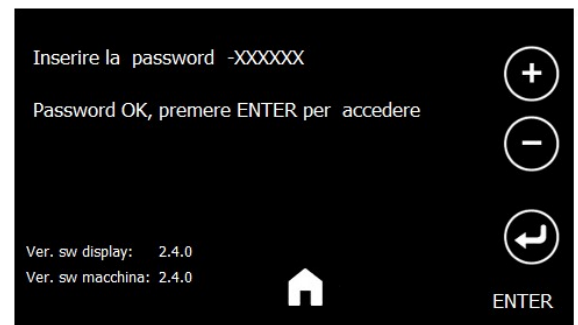 Inserire la password -XXXXXX
Password OK, premere ENTER per accedere
Ver. sw display: 2.4.0
Ver. sw macchina: 2.4.0
ENTER